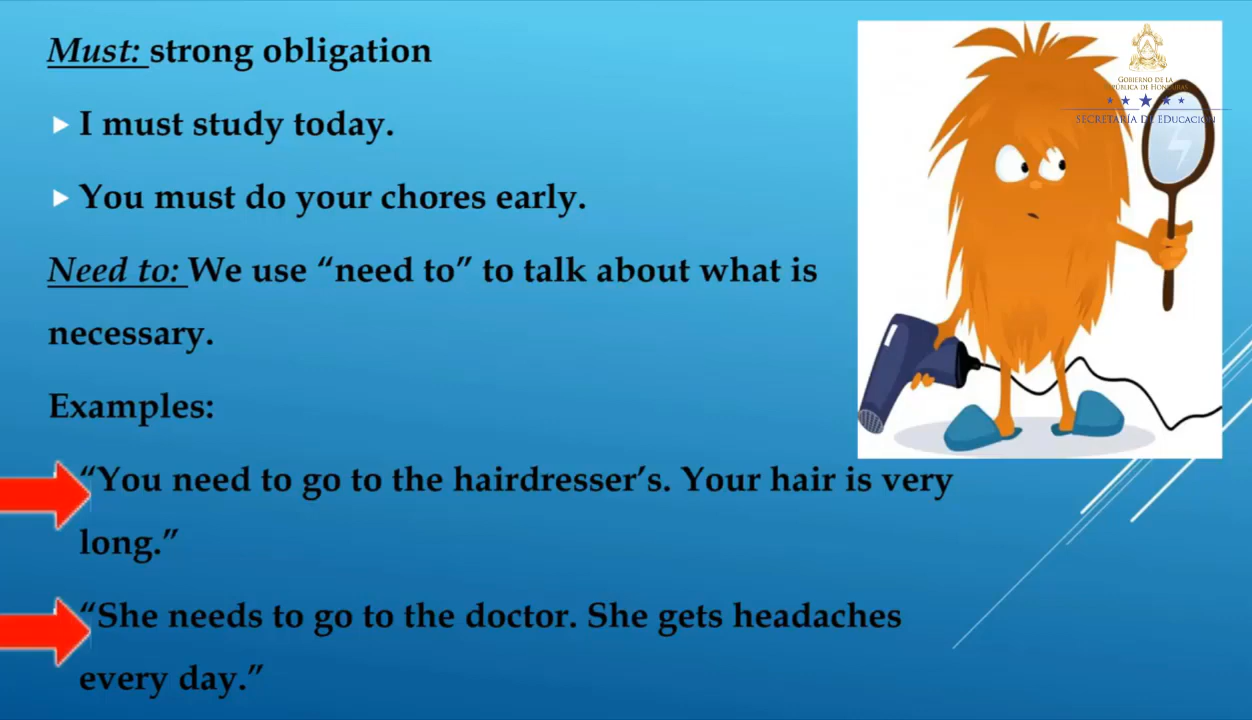 Must: strong obligation
I must study today.
You must do your chores early.
Need to: We use “need to” to talk about what is
necessary.
Examples:
“You need to go to the hairdresser’s. Your hair is very
long.”
“She needs to go to the doctor. She gets headaches
every day.”
GOBIERNO DE LA
REPÚBLICA DE HONDURAS
SECRETARÍA DE EDUCACIÓN